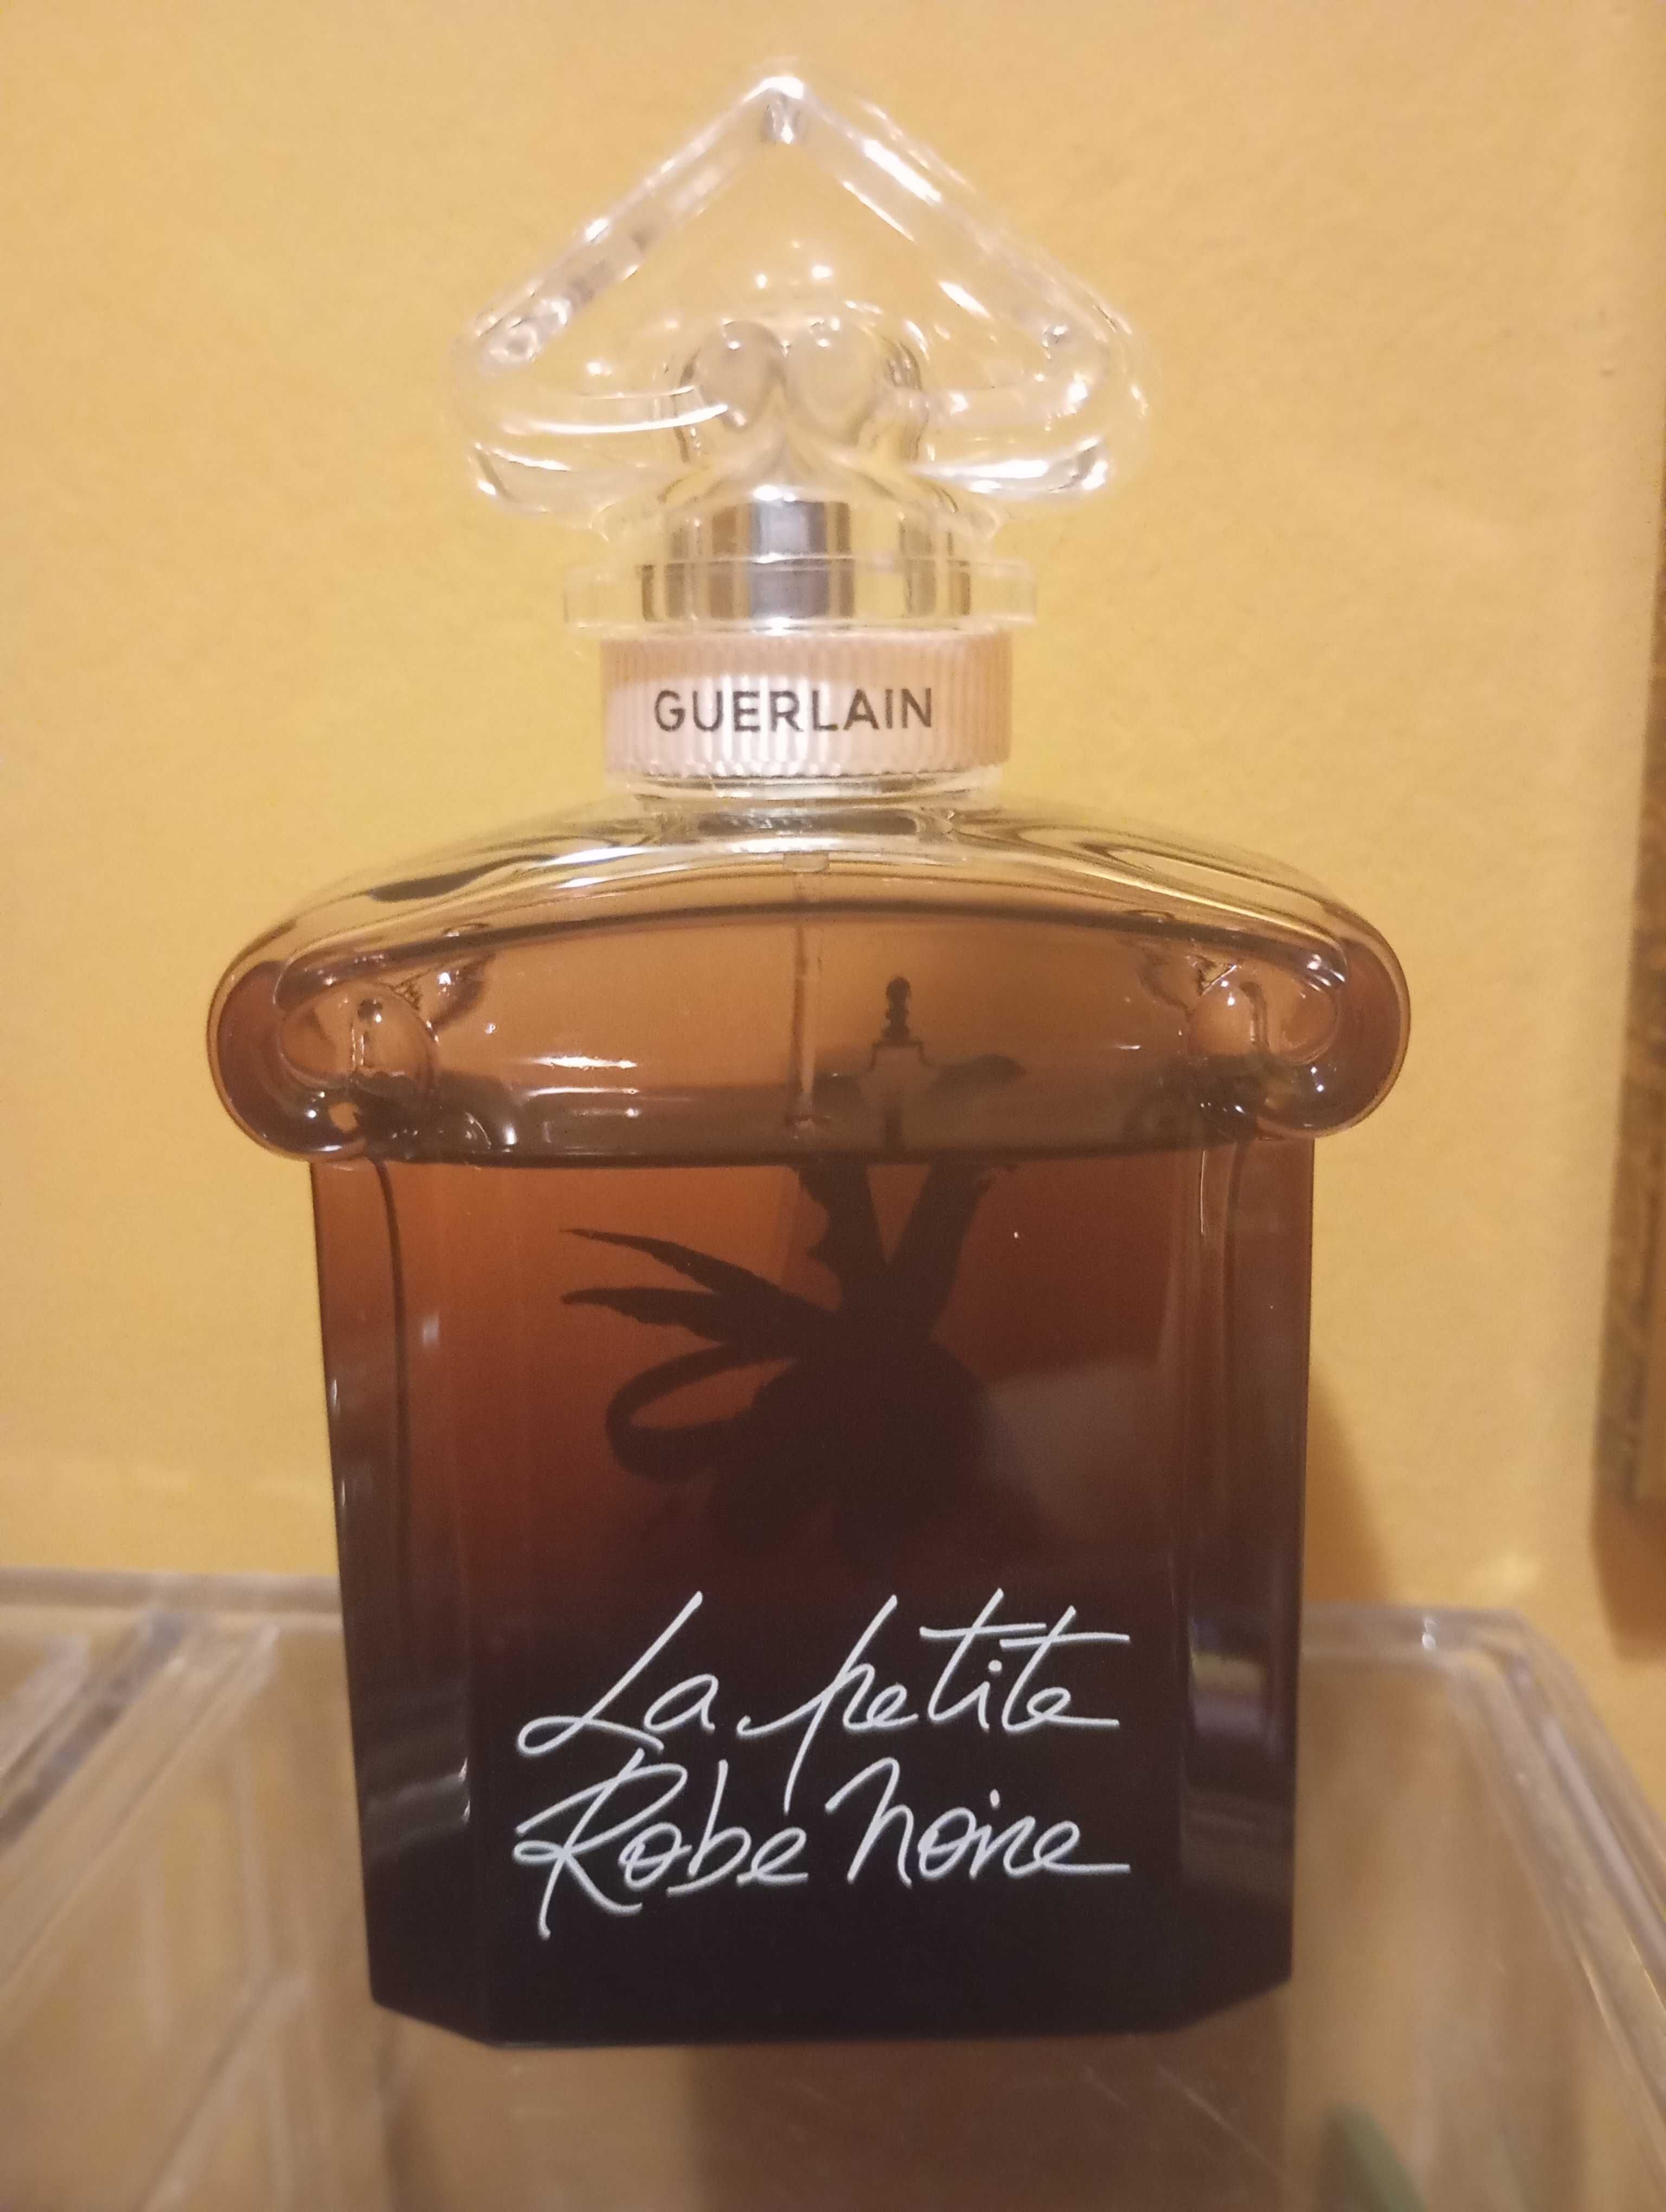 GUERLAIN
La petite
Robe noire